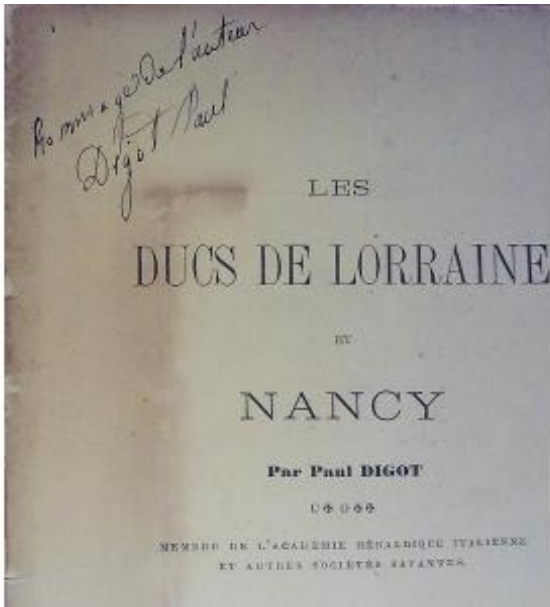 Hommage de l'auteur
Digot Paul
LES
DUCS DE LORRAINE
ET
NANCY
Par Paul DIGOT
MEMBRE DE L'ACADÉMIE HÉRALDIQUE ITALIENNE
ET AUTRES SOCIÉTÉS SAVANTES